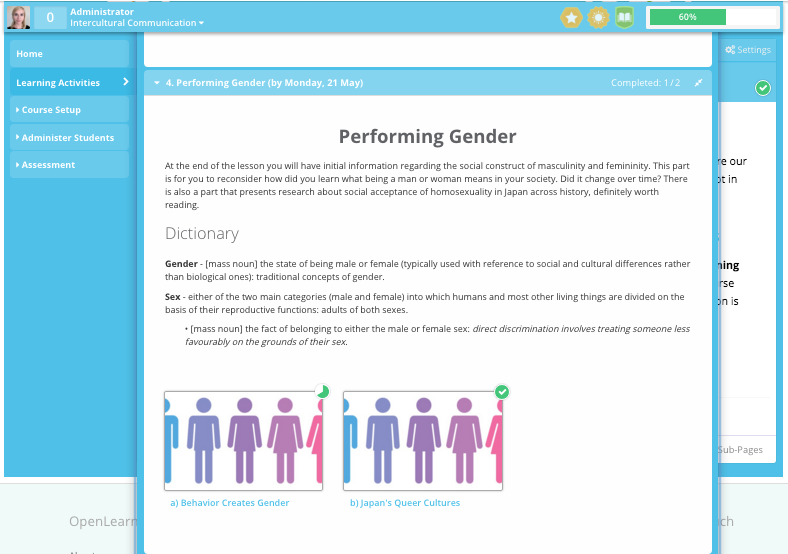 0
Administrator
Intercultural Communication
60%
Home
Learning Activities
Course Setup
Administer Students
Assessment
Settings
4. Performing Gender (by Monday, 21 May)
Completed: 1/2
Performing Gender
At the end of the lesson you will have initial information regarding the social construct of masculinity and femininity. This part
is for you to reconsider how did you learn what being a man or woman means in your society. Did it change over time? There
is also a part that presents research about social acceptance of homosexuality in Japan across history, definitely worth
reading.
Dictionary
Gender - [mass noun] the state of being male or female (typically used with reference to social and cultural differences rather
than biological ones): traditional concepts of gender.
Sex - either of the two main categories (male and female) into which humans and most other living things are divided on the
basis of their reproductive functions: adults of both sexes.
• [mass noun] the fact of belonging to either the male or female sex: direct discrimination involves treating someone less
favourably on the grounds of their sex.
a) Behavior Creates Gender
b) Japan's Queer Cultures
re our
ot in
ning
rse
on is
Sub-Pages
OpenLearn
ch